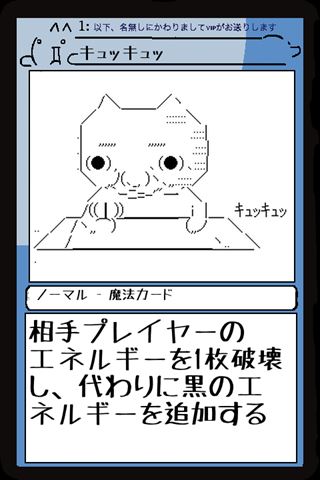 1: 以下、名無しにかわりましてVIPがお送りします
キュッキュッ
キュッキュッ
ノーマル - 魔法カード
相手プレイヤーの
エネルギーを1枚破壊
し、代わりに黒のエ
ネルギーを追加する